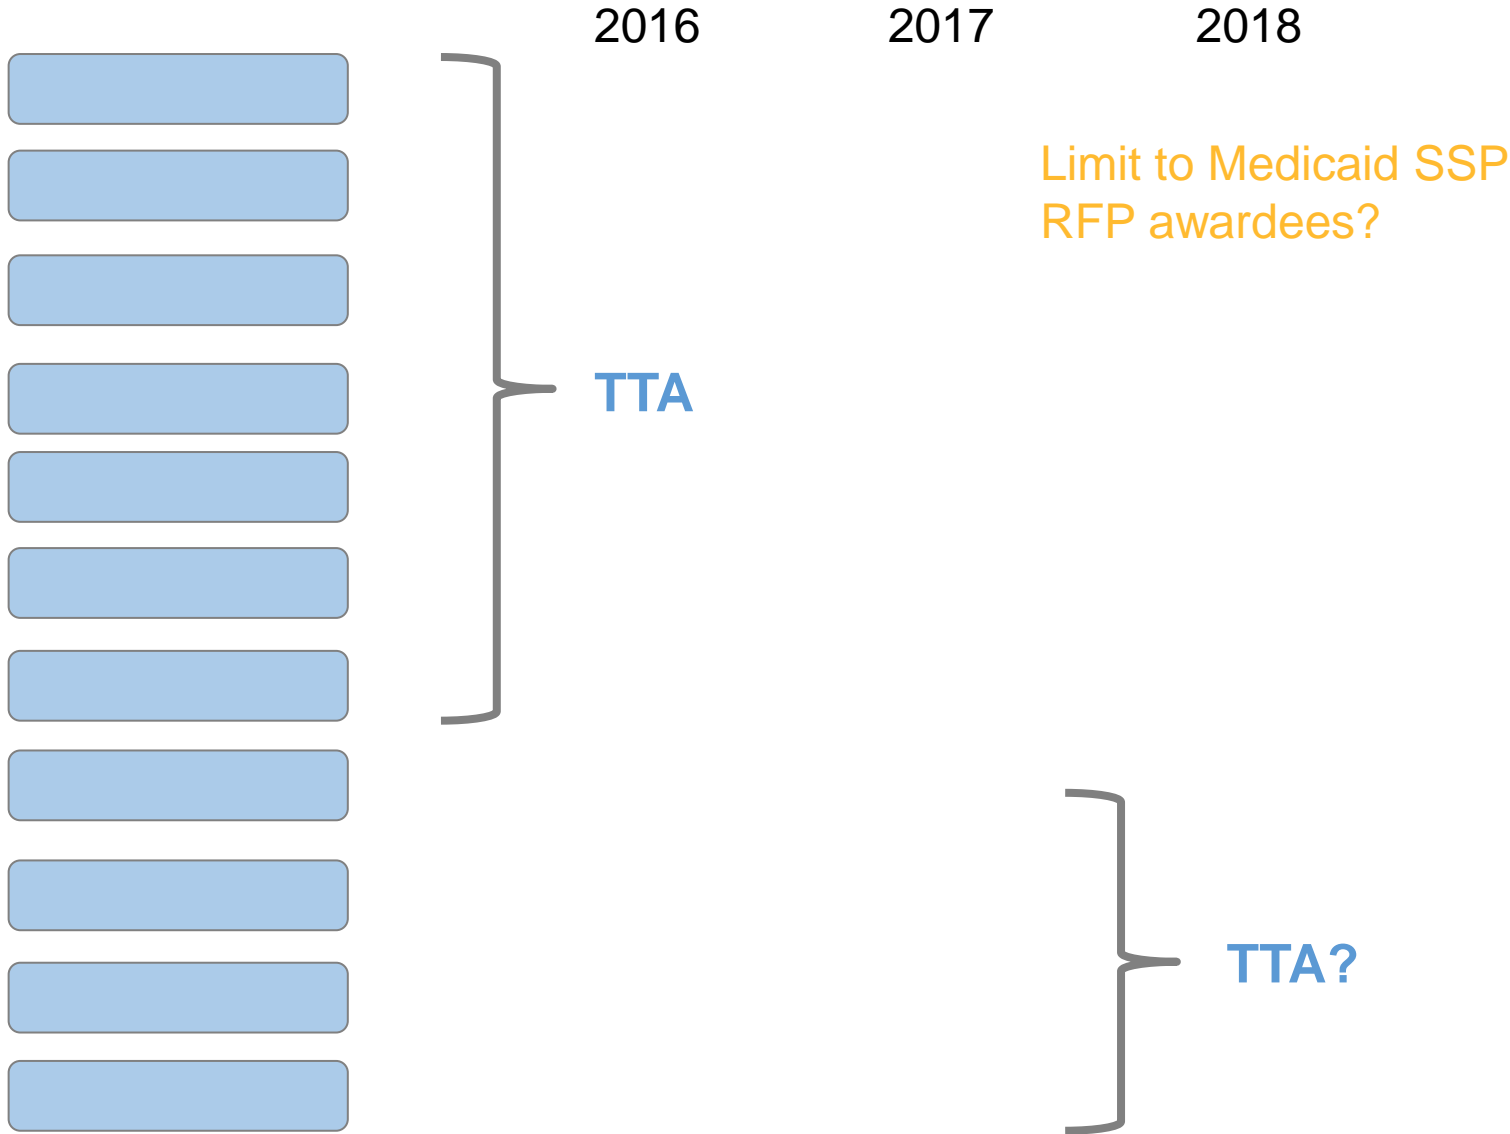 2016 2017 2018
Limit to Medicaid SSP
RFP awardees?
TTA
TTA?